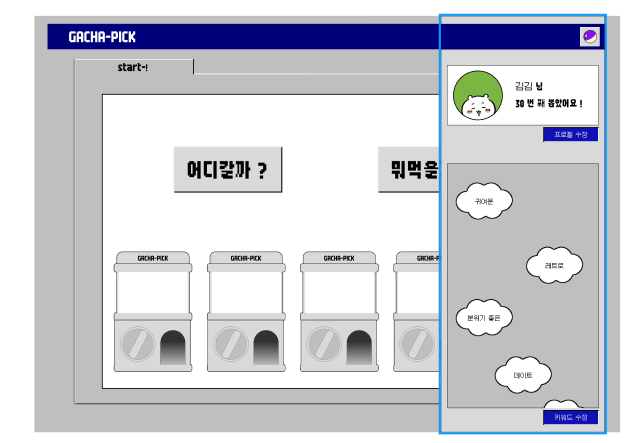 GACHA-PICK
start-!
어디갈까 ?
뭐먹을
GACHA-PICK
GACHA-PICK
GACHA-PICK
GACHA-P
김김 님
30 번 째 뽑았어요 !
프로필 수정
귀여운
레트로
분위기 좋은
데이트
키워드 수정